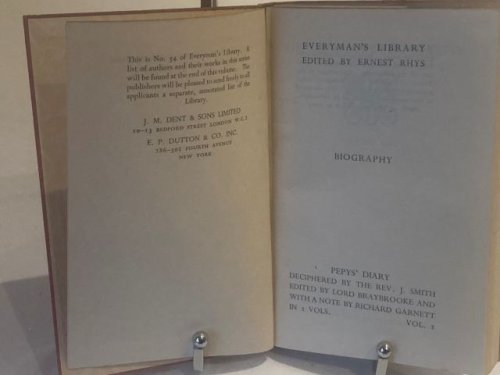 This is No. 54 of Everyman's Library. A
list of authors and their works in this series
will be found at the end of this volume. The
publishers will be pleased to send freely to all
applicants a separate, annotated list of the
Library.
J. M. DENT & SONS LIMITED
10-13 BEDFORD STREET LONDON W.C.2
E. P. DUTTON & CO. INC.
286-302 FOURTH AVENUE
NEW YORK
EVERYMAN'S LIBRARY
EDITED BY ERNEST RHYS
BIOGRAPHY
PEPYS' DIARY
DECIPHERED BY THE REV. J. SMITH
EDITED BY LORD BRAYBROOKE AND
WITH A NOTE BY RICHARD GARNETT
IN 2 VOLS. VOL. 2